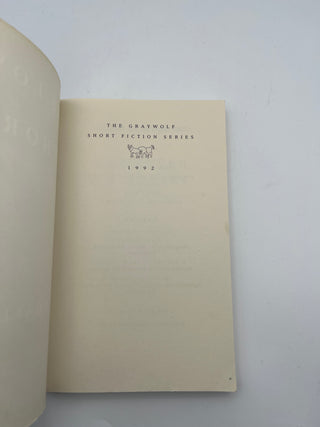 THE GRAYWOLF
SHORT FICTION SERIES
1992